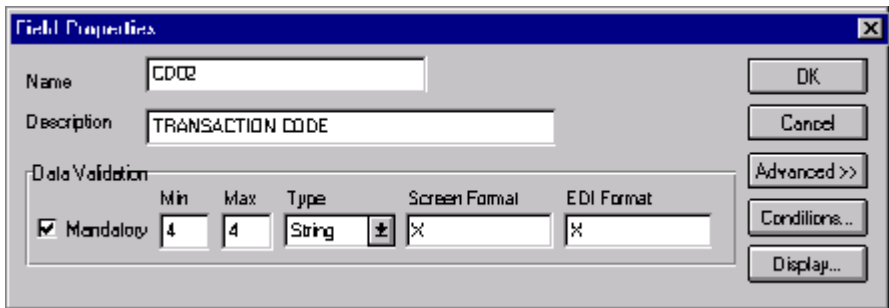 Field Properties
Name CD02 OK
Description TRANSACTION CODE Cancel
Data Validation Advanced >>
Min Max Type Screen Format EDI Format
Mandatory 4 4 String X X Conditions...
Display...